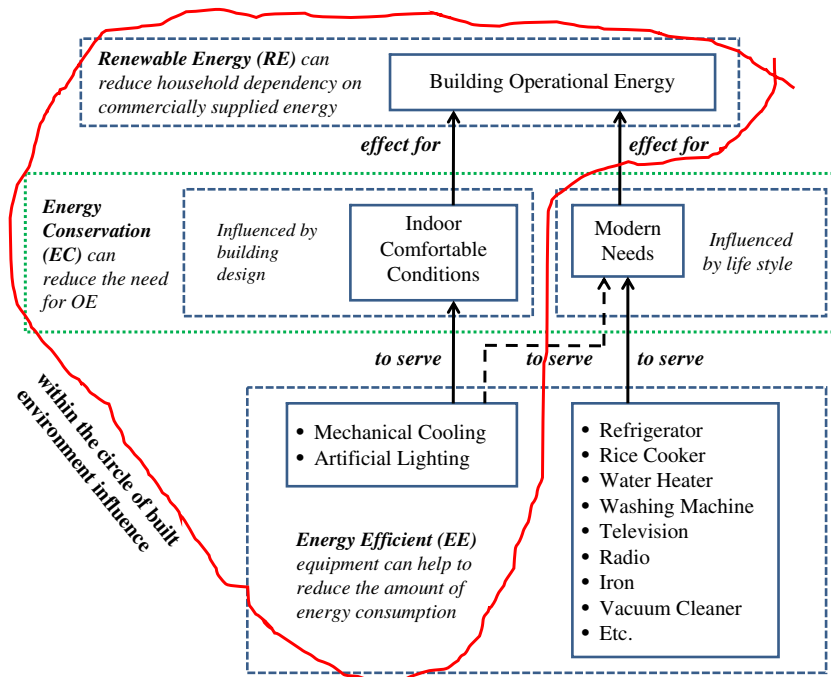 Renewable Energy (RE) can
reduce household dependency on
commercially supplied energy
Building Operational Energy
effect for
effect for
Energy
Conservation
(EC) can
reduce the need
for OE
Influenced by
building
design
Indoor
Comfortable
Conditions
Modern
Needs
Influenced
by life style
to serve
to serve
to serve
within the circle of built
environment influence
• Mechanical Cooling
• Artificial Lighting
Energy Efficient (EE)
equipment can help to
reduce the amount of
energy consumption
• Refrigerator
• Rice Cooker
• Water Heater
• Washing Machine
• Television
• Radio
• Iron
• Vacuum Cleaner
• Etc.